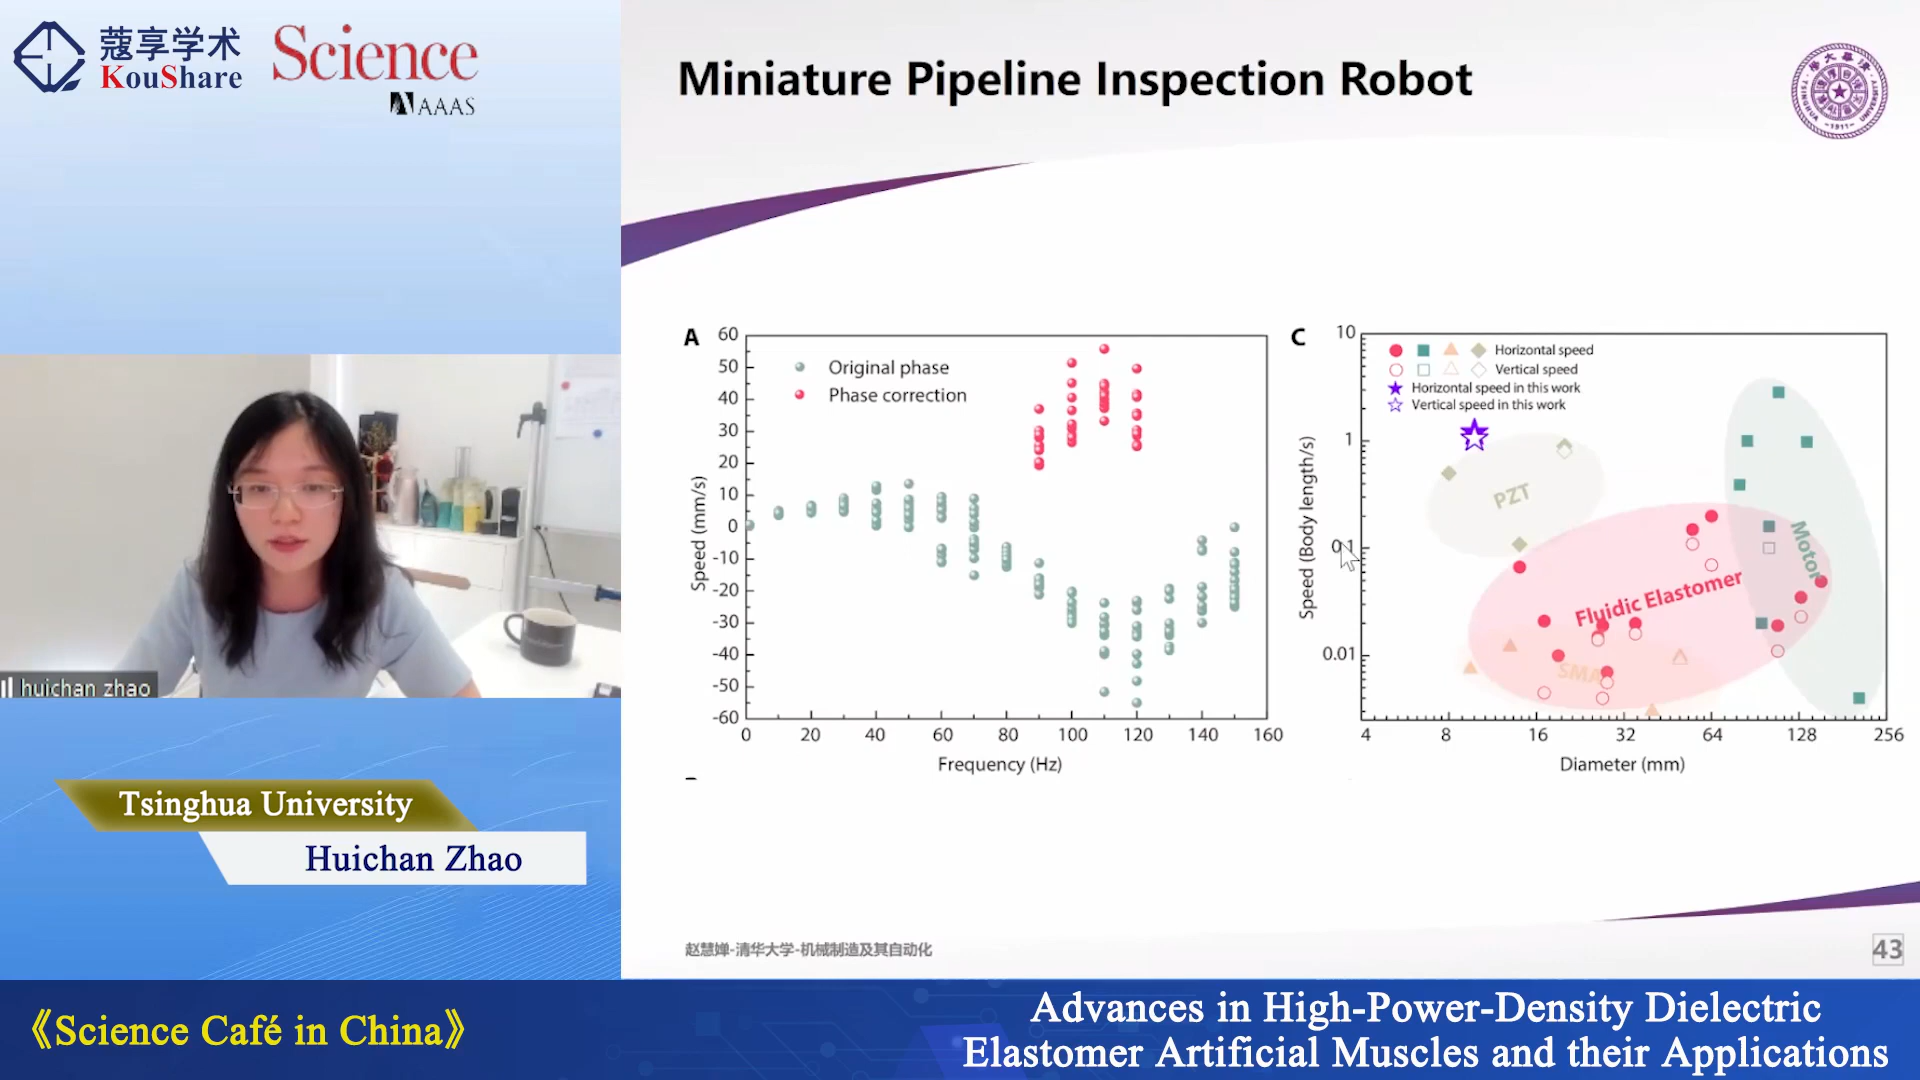 蔻享学术
KouShare
Science
AAAS
huichan zhao
Tsinghua University
Huichan Zhao
Miniature Pipeline Inspection Robot
TSINGHUA UNIVERSITY
-1911-
A
60
50
40
30
20
10
0
-10
-20
-30
-40
-50
-60
Speed (mm/s)
Original phase
Phase correction
0 20 40 60 80 100 120 140 160
Frequency (Hz)
C
10
1
0.1
0.01
Speed (Body length/s)
Horizontal speed
Vertical speed
Horizontal speed in this work
Vertical speed in this work
PZT
Motor
Fluidic Elastomer
SMA
4 8 16 32 64 128 256
Diameter (mm)
赵慧婵-清华大学-机械制造及其自动化
43
《Science Café in China》
Advances in High-Power-Density Dielectric
Elastomer Artificial Muscles and their Applications